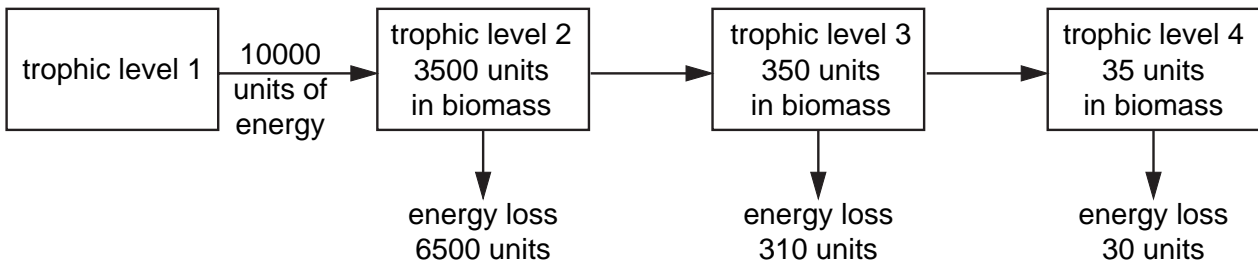 trophic level 1
10000
units of
energy
trophic level 2
3500 units
in biomass
trophic level 3
350 units
in biomass
trophic level 4
35 units
in biomass
energy loss
6500 units
energy loss
310 units
energy loss
30 units